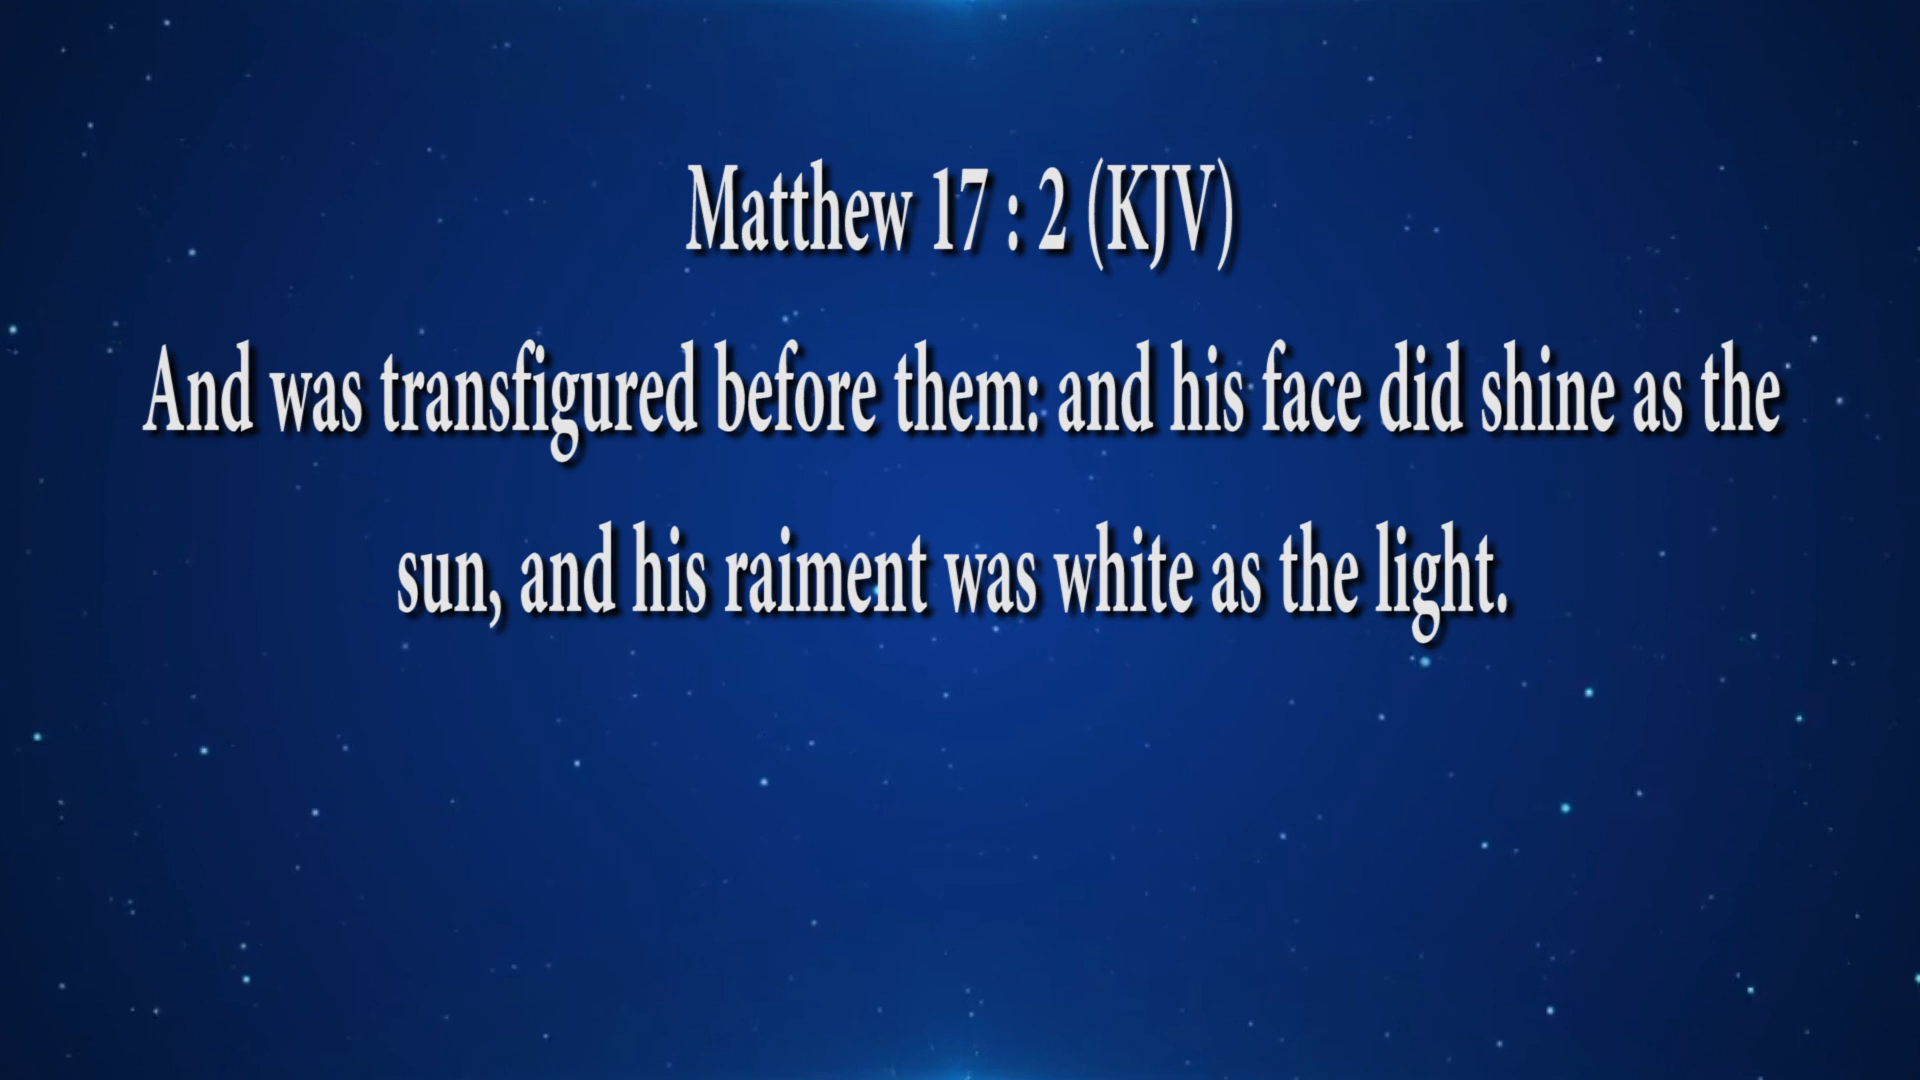 Matthew 17 : 2 (KJV)
And was transfigured before them: and his face did shine as the
sun, and his raiment was white as the light.